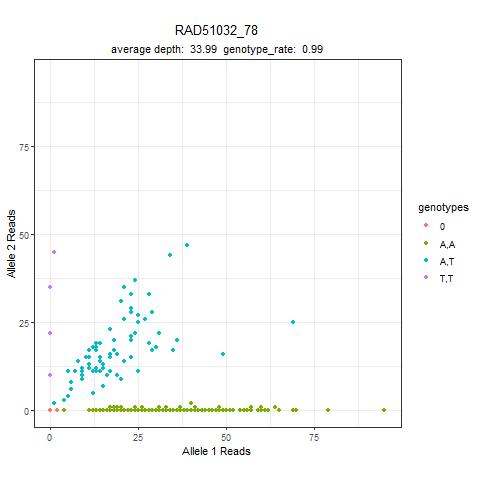 RAD51032_78
average depth: 33.99 genotype_rate: 0.99
Allele 2 Reads
75
50
25
0
0
25
50
75
Allele 1 Reads
genotypes
0
A,A
A,T
T,T